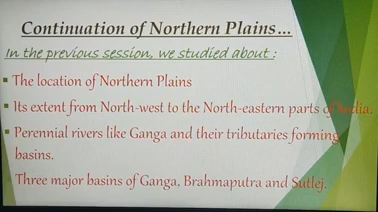 Continuation of Northern Plains...
In the previous session, we studied about :
The location of Northern Plains
Its extent from North-west to the North-eastern parts of India.
Perennial rivers like Ganga and their tributaries forming
basins.
Three major basins of Ganga, Brahmaputra and Sutlej.